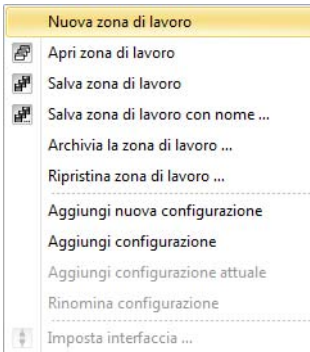 Nuova zona di lavoro
Apri zona di lavoro
Salva zona di lavoro
Salva zona di lavoro con nome ...
Archivia la zona di lavoro ...
Ripristina zona di lavoro ...
Aggiungi nuova configurazione
Aggiungi configurazione
Aggiungi configurazione attuale
Rinomina configurazione
Imposta interfaccia ...